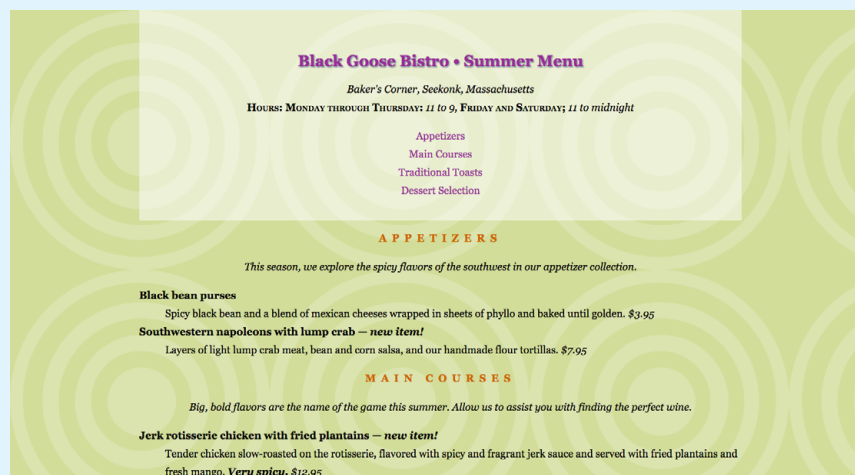 Black Goose Bistro • Summer Menu
Baker's Corner, Seekonk, Massachusetts
Hours: Monday through Thursday: 11 to 9, Friday and Saturday; 11 to midnight
Appetizers
Main Courses
Traditional Toasts
Dessert Selection
APPETIZERS
This season, we explore the spicy flavors of the southwest in our appetizer collection.
Black bean purses
Spicy black bean and a blend of mexican cheeses wrapped in sheets of phyllo and baked until golden. $3.95
Southwestern napoleons with lump crab — new item!
Layers of light lump crab meat, bean and corn salsa, and our handmade flour tortillas. $7.95
MAIN COURSES
Big, bold flavors are the name of the game this summer. Allow us to assist you with finding the perfect wine.
Jerk rotisserie chicken with fried plantains — new item!
Tender chicken slow-roasted on the rotisserie, flavored with spicy and fragrant jerk sauce and served with fried plantains and
fresh mango. Very spicy. $12.95